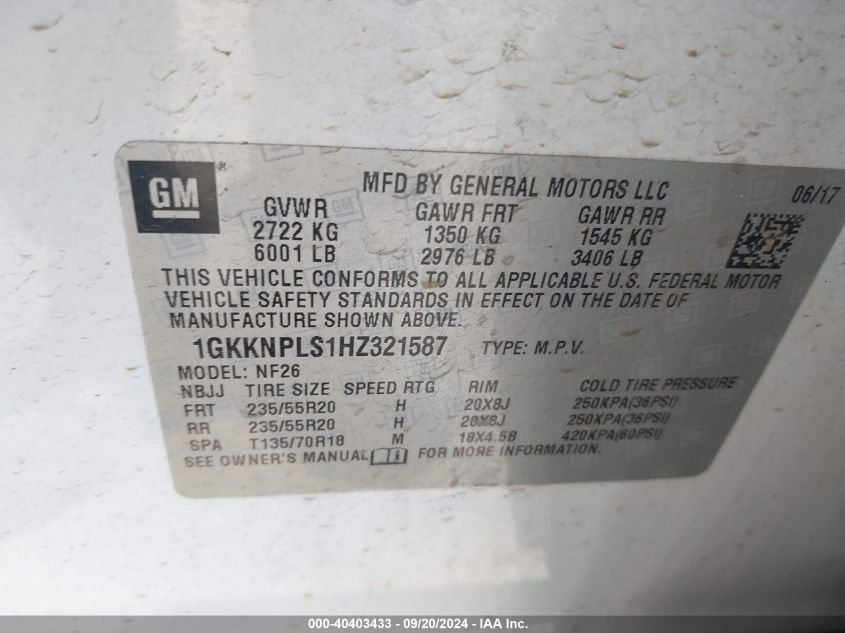 GM® MFD BY GENERAL MOTORS LLC 06/17
GVWR GAWR FRT GAWR RR
2722 KG 1350 KG 1545 KG
6001 LB 2976 LB 3406 LB
THIS VEHICLE CONFORMS TO ALL APPLICABLE U.S. FEDERAL MOTOR
VEHICLE SAFETY STANDARDS IN EFFECT ON THE DATE OF
MANUFACTURE SHOWN ABOVE.
1GKKNPLS1HZ321587 TYPE: M.P.V.
MODEL: NF26
NBJJ TIRE SIZE SPEED RTG RIM COLD TIRE PRESSURE
FRT 235/55R20 H 20X8J 250KPA(36PSI)
RR 235/55R20 H 20X8J 250KPA(36PSI)
SPA T135/70R18 M 18X4.5B 420KPA(60PSI)
SEE OWNER'S MANUAL FOR MORE INFORMATION.
000-40403433 - 09/20/2024 - IAA Inc.